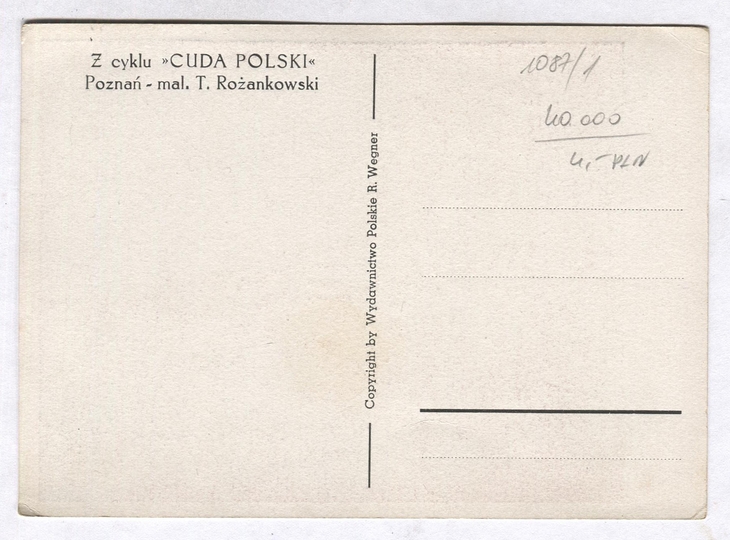 Z cyklu »CUDA POLSKI«
Poznań - mal. T. Rożankowski
Copyright by Wydawnictwo Polskie R. Wegner
1087/1
40.000
4,- PLN